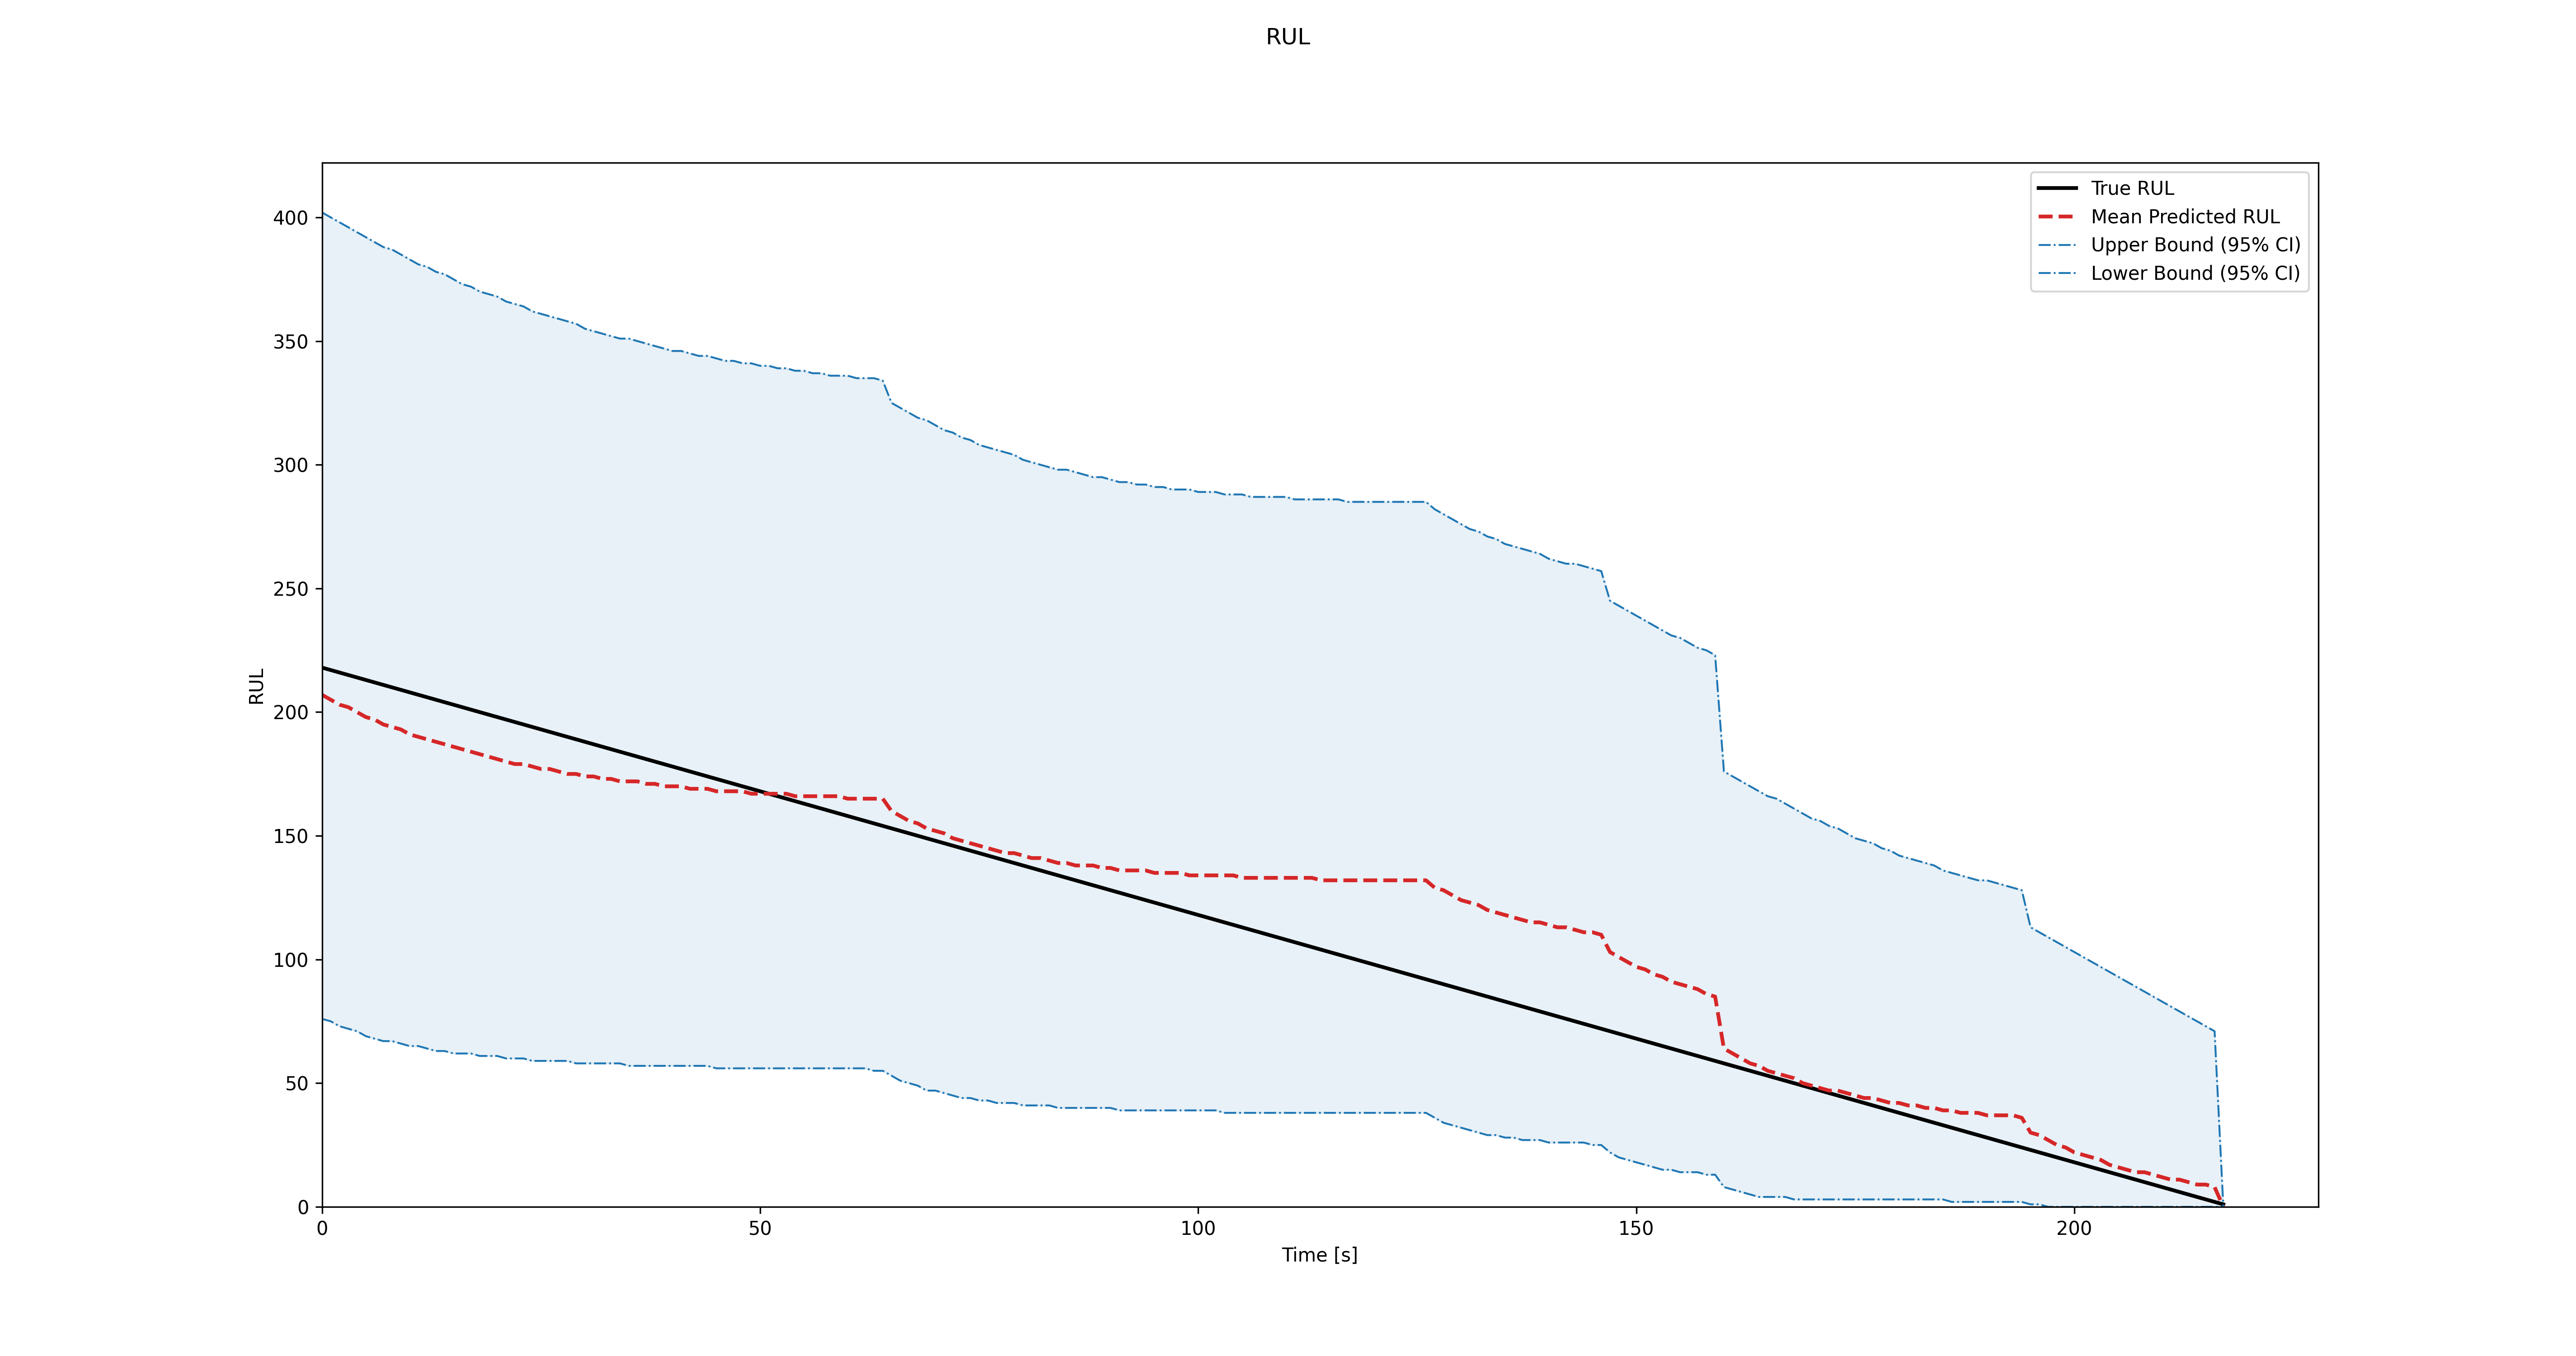 RUL
True RUL
Mean Predicted RUL
Upper Bound (95% CI)
Lower Bound (95% CI)
400
350
300
250
200
150
100
50
0
RUL
0 50 100 150 200
Time [s]